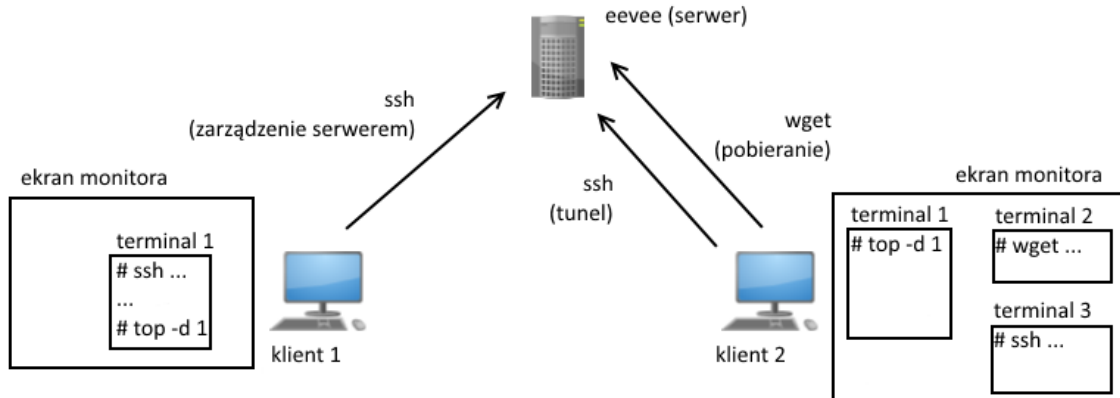 eevee (serwer)
ssh
(zarządzenie serwerem)
wget
(pobieranie)
ssh
(tunel)
ekran monitora
terminal 1
# ssh ...
...
# top -d 1
klient 1
klient 2
ekran monitora
terminal 1
# top -d 1
terminal 2
# wget ...
terminal 3
# ssh ...